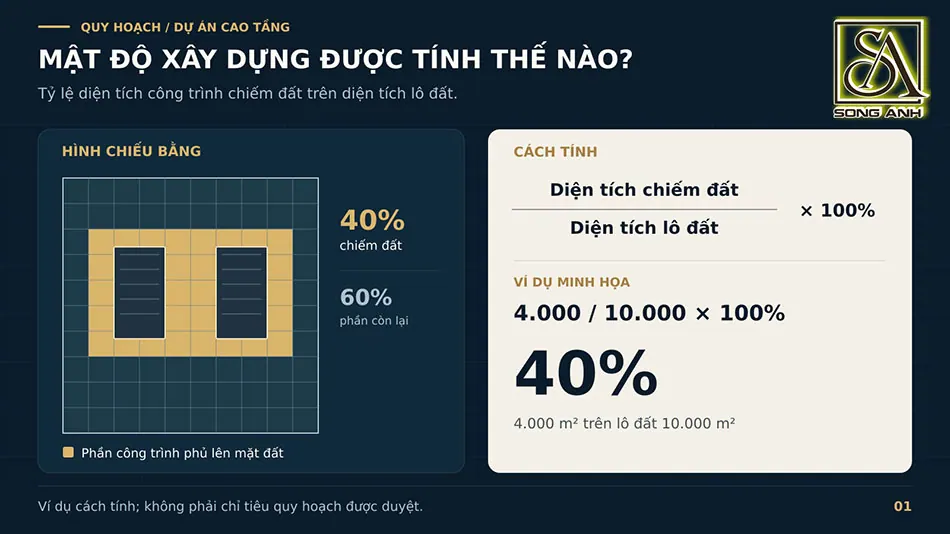 QUY HOẠCH / DỰ ÁN CAO TẦNG
MẬT ĐỘ XÂY DỰNG ĐƯỢC TÍNH THẾ NÀO?
Tỷ lệ diện tích công trình chiếm đất trên diện tích lô đất.
SA
SONG ANH
HÌNH CHIẾU BẰNG
40%
chiếm đất
60%
phần còn lại
Phần công trình phủ lên mặt đất
CÁCH TÍNH
Diện tích chiếm đất
Diện tích lô đất
× 100%
VÍ DỤ MINH HỌA
4.000 / 10.000 × 100%
40%
4.000 m² trên lô đất 10.000 m²
Ví dụ cách tính; không phải chỉ tiêu quy hoạch được duyệt.
01